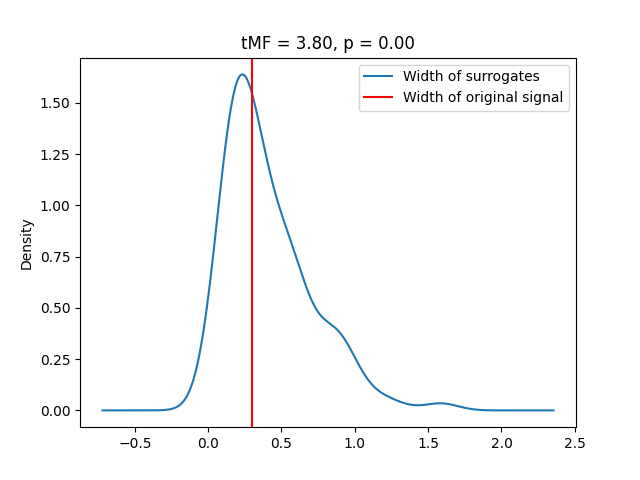 tMF = 3.80, p = 0.00
Width of surrogates
Width of original signal
Density
1.50
1.25
1.00
0.75
0.50
0.25
0.00
−0.5 0.0 0.5 1.0 1.5 2.0 2.5